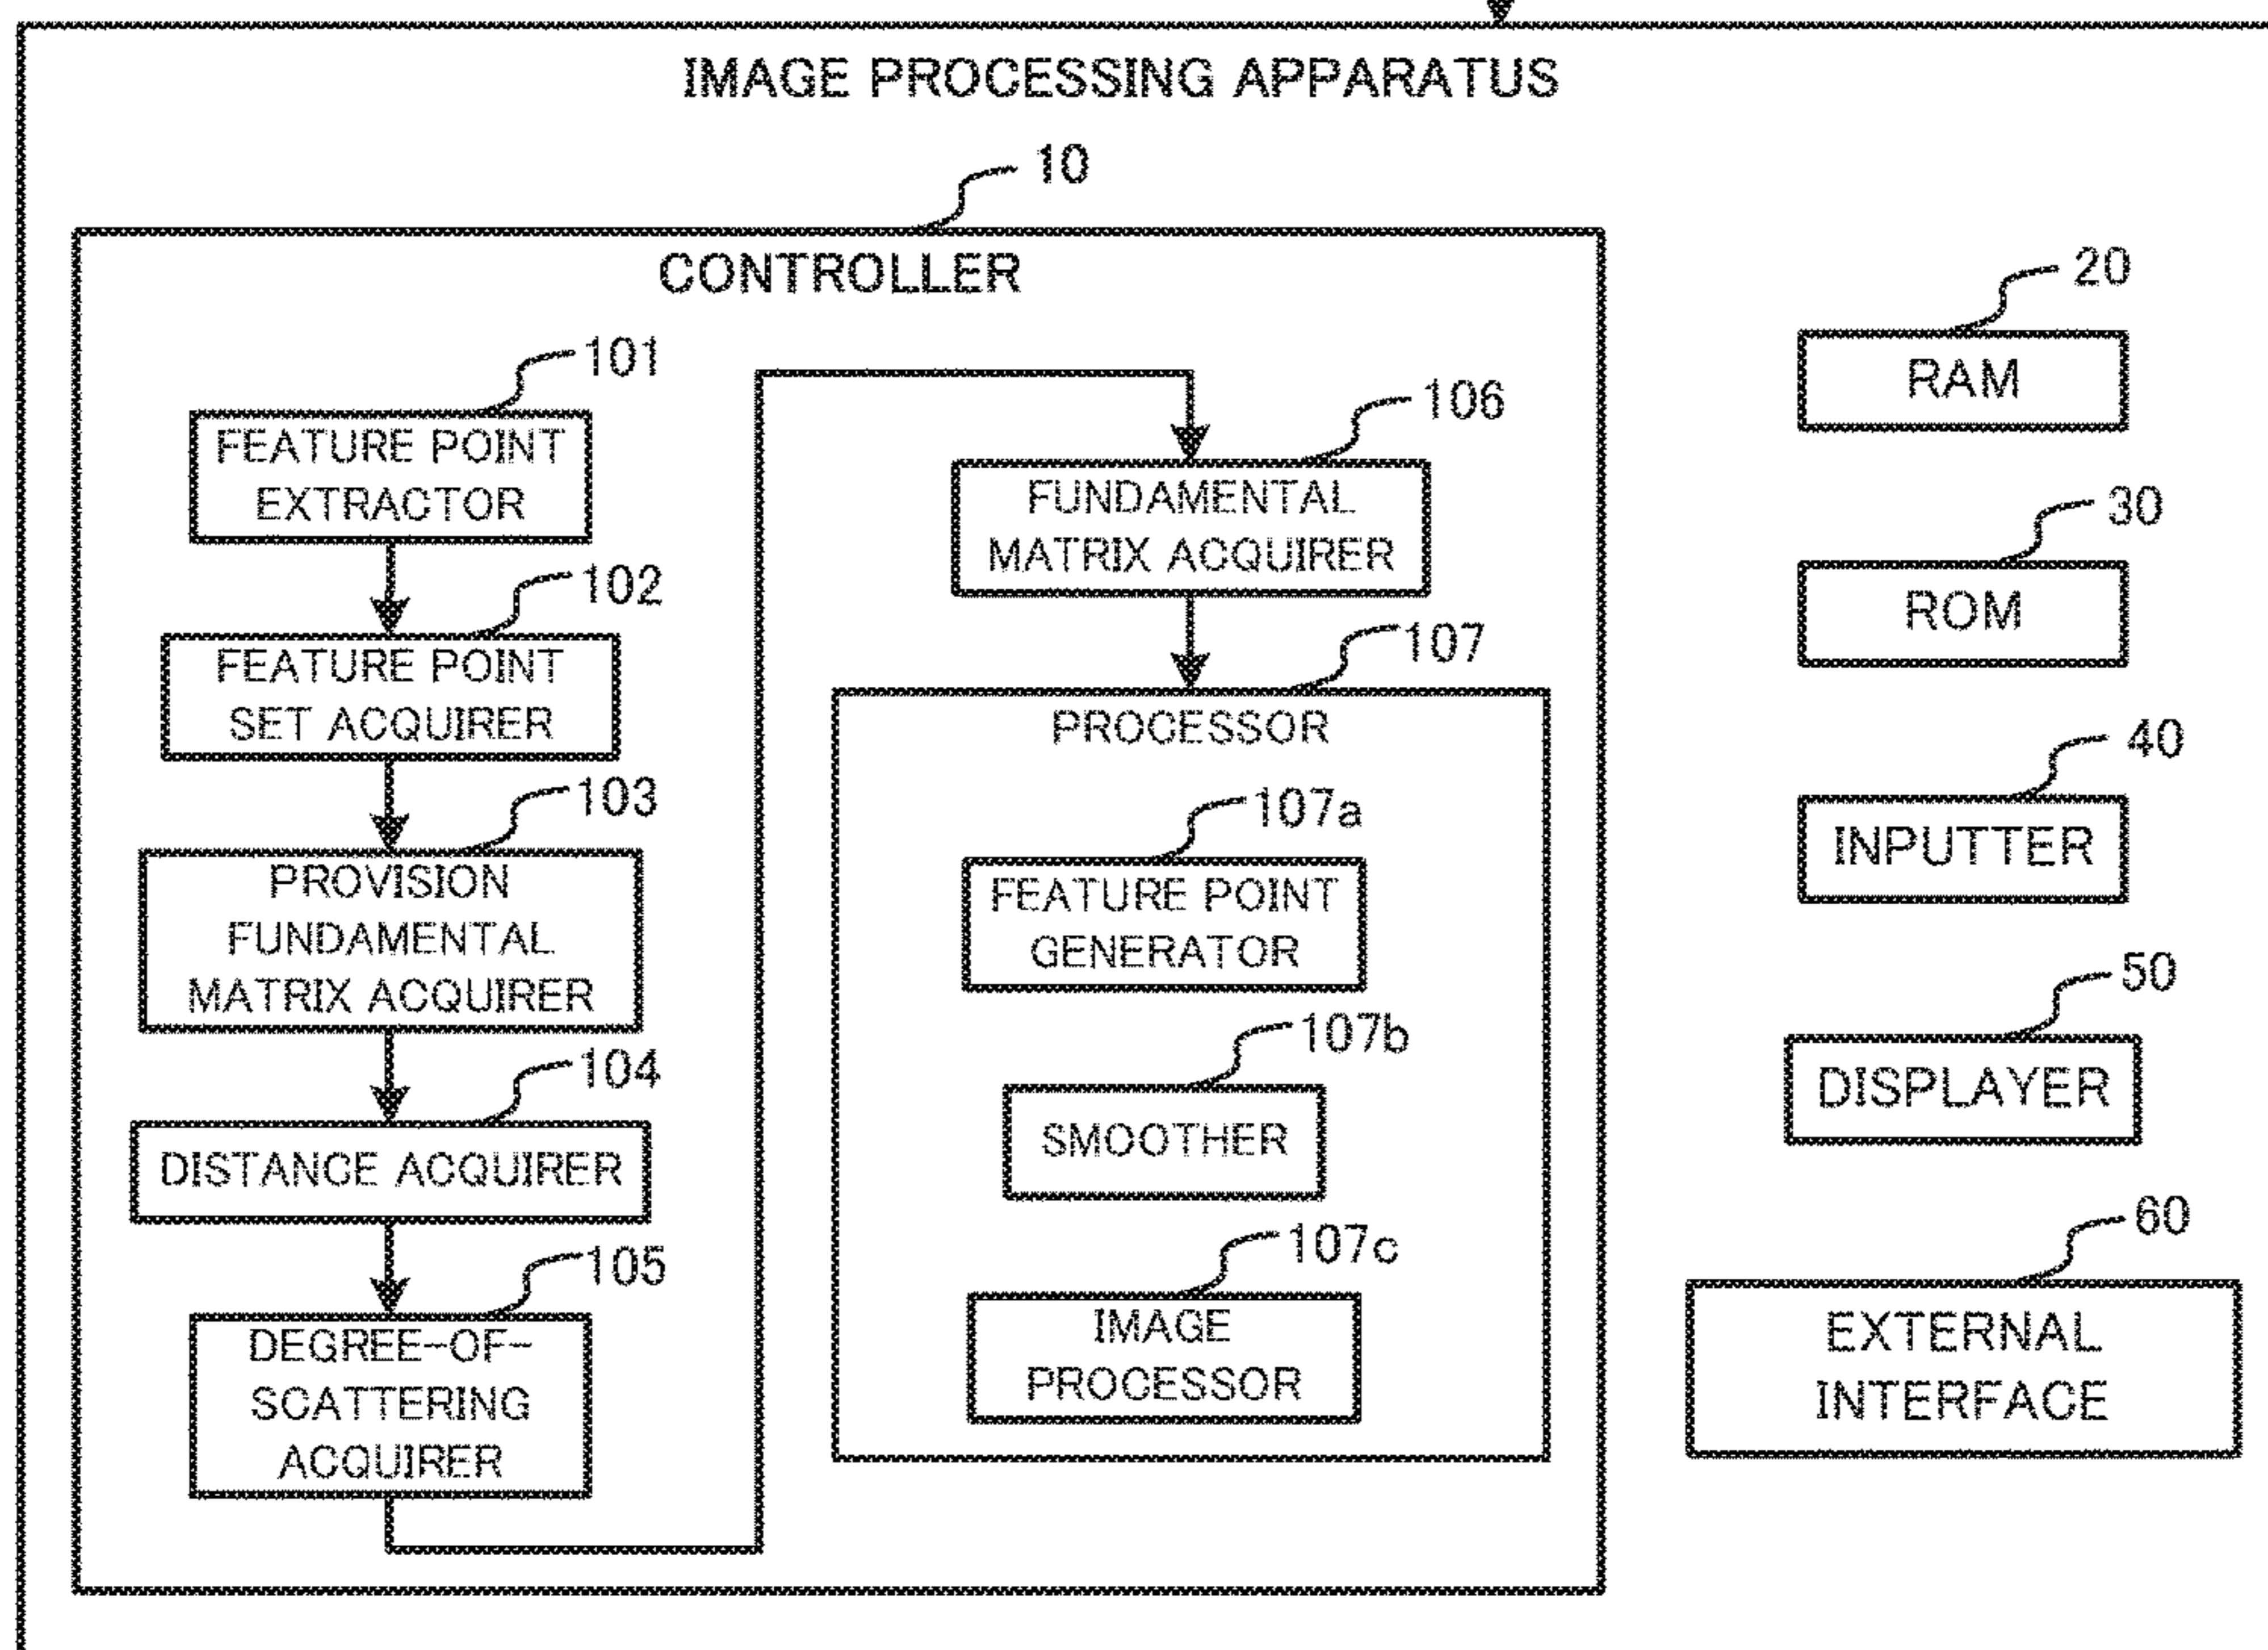 IMAGE PROCESSING APPARATUS
10
CONTROLLER
101
FEATURE POINT
EXTRACTOR
102
FEATURE POINT
SET ACQUIRER
103
PROVISION
FUNDAMENTAL
MATRIX ACQUIRER
104
DISTANCE ACQUIRER
105
DEGREE-OF-
SCATTERING
ACQUIRER
106
FUNDAMENTAL
MATRIX ACQUIRER
107
PROCESSOR
107a
FEATURE POINT
GENERATOR
107b
SMOOTHER
107c
IMAGE
PROCESSOR
20
RAM
30
ROM
40
INPUTTER
50
DISPLAYER
60
EXTERNAL
INTERFACE